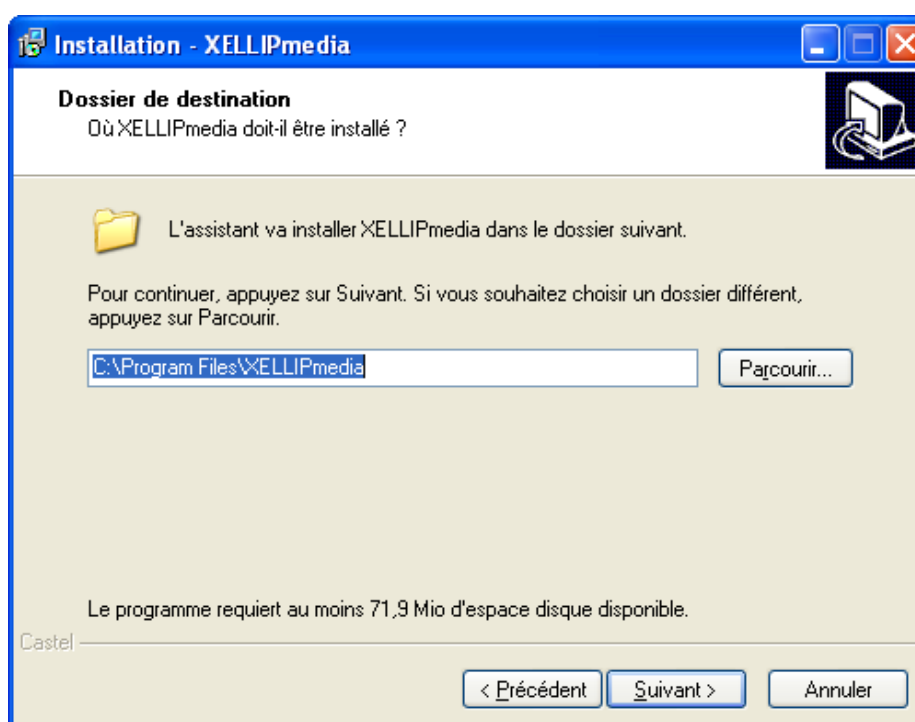 Installation - XELLIPmedia
Dossier de destination
Où XELLIPmedia doit-il être installé ?
L'assistant va installer XELLIPmedia dans le dossier suivant.
Pour continuer, appuyez sur Suivant. Si vous souhaitez choisir un dossier différent,
appuyez sur Parcourir.
C:\Program Files\XELLIPmedia
Parcourir...
Le programme requiert au moins 71,9 Mio d'espace disque disponible.
Castel
< Précédent
Suivant >
Annuler